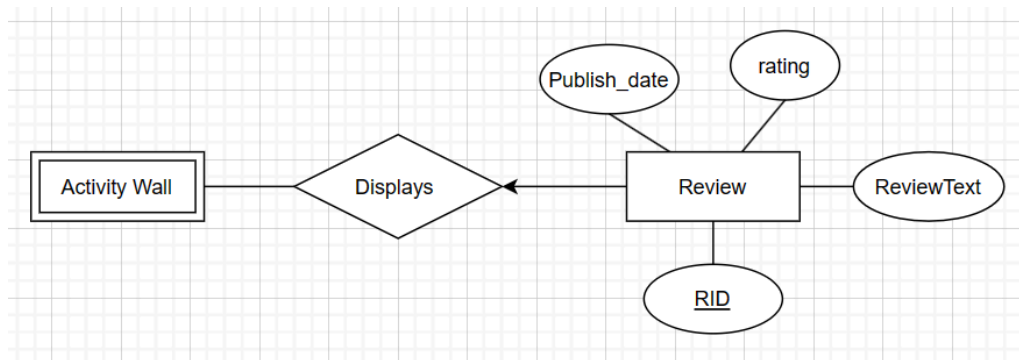 Publish_date
rating
Activity Wall
Displays
Review
ReviewText
RID